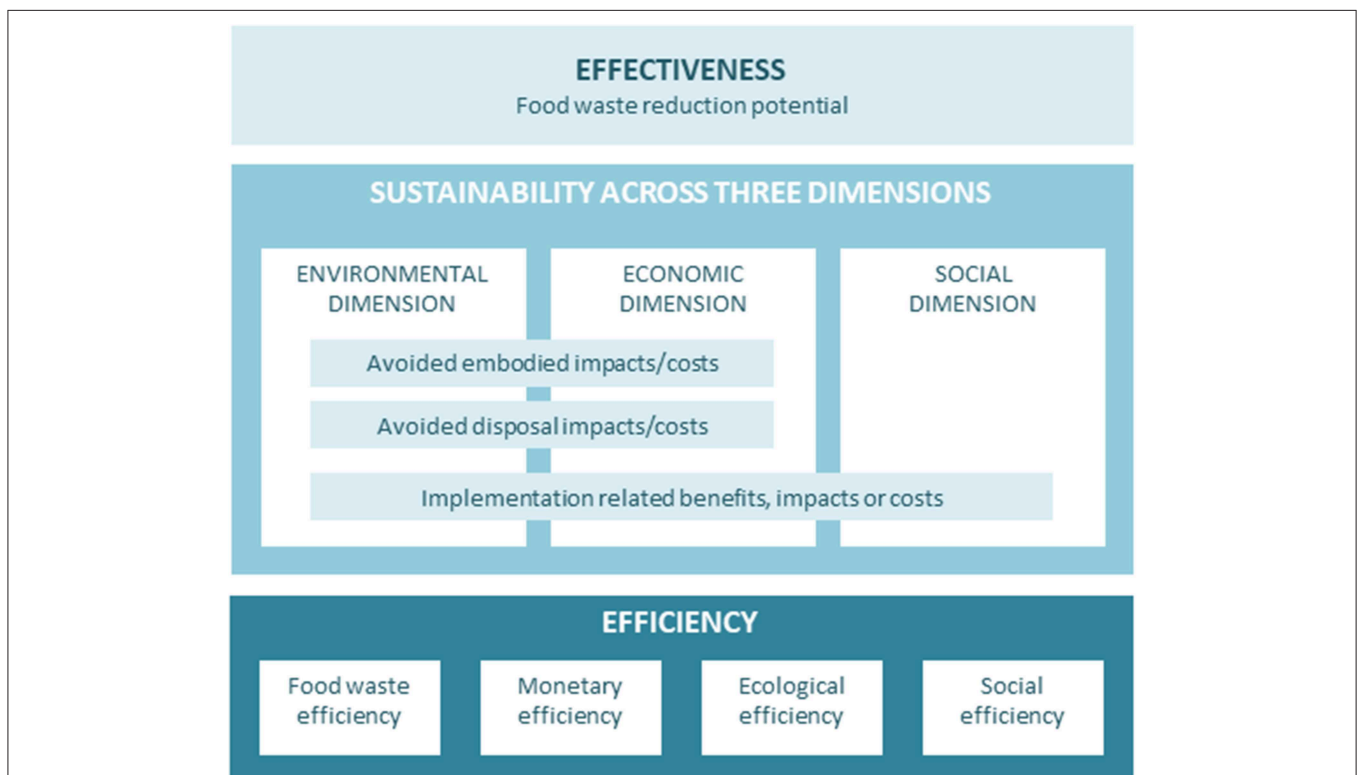 EFFECTIVENESS
Food waste reduction potential
SUSTAINABILITY ACROSS THREE DIMENSIONS
ENVIRONMENTAL
DIMENSION
ECONOMIC
DIMENSION
SOCIAL
DIMENSION
Avoided embodied impacts/costs
Avoided disposal impacts/costs
Implementation related benefits, impacts or costs
EFFICIENCY
Food waste
efficiency
Monetary
efficiency
Ecological
efficiency
Social
efficiency